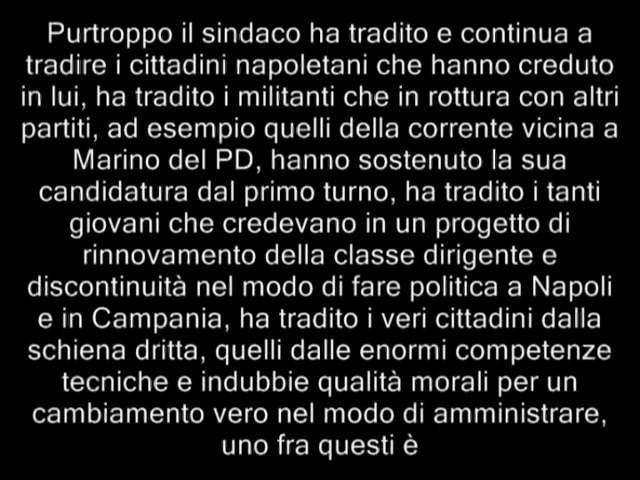 Purtroppo il sindaco ha tradito e continua a
tradire i cittadini napoletani che hanno creduto
in lui, ha tradito i militanti che in rottura con altri
partiti, ad esempio quelli della corrente vicina a
Marino del PD, hanno sostenuto la sua
candidatura dal primo turno, ha tradito i tanti
giovani che credevano in un progetto di
rinnovamento della classe dirigente e
discontinuità nel modo di fare politica a Napoli
e in Campania, ha tradito i veri cittadini dalla
schiena dritta, quelli dalle enormi competenze
tecniche e indubbie qualità morali per un
cambiamento vero nel modo di amministrare,
uno fra questi è